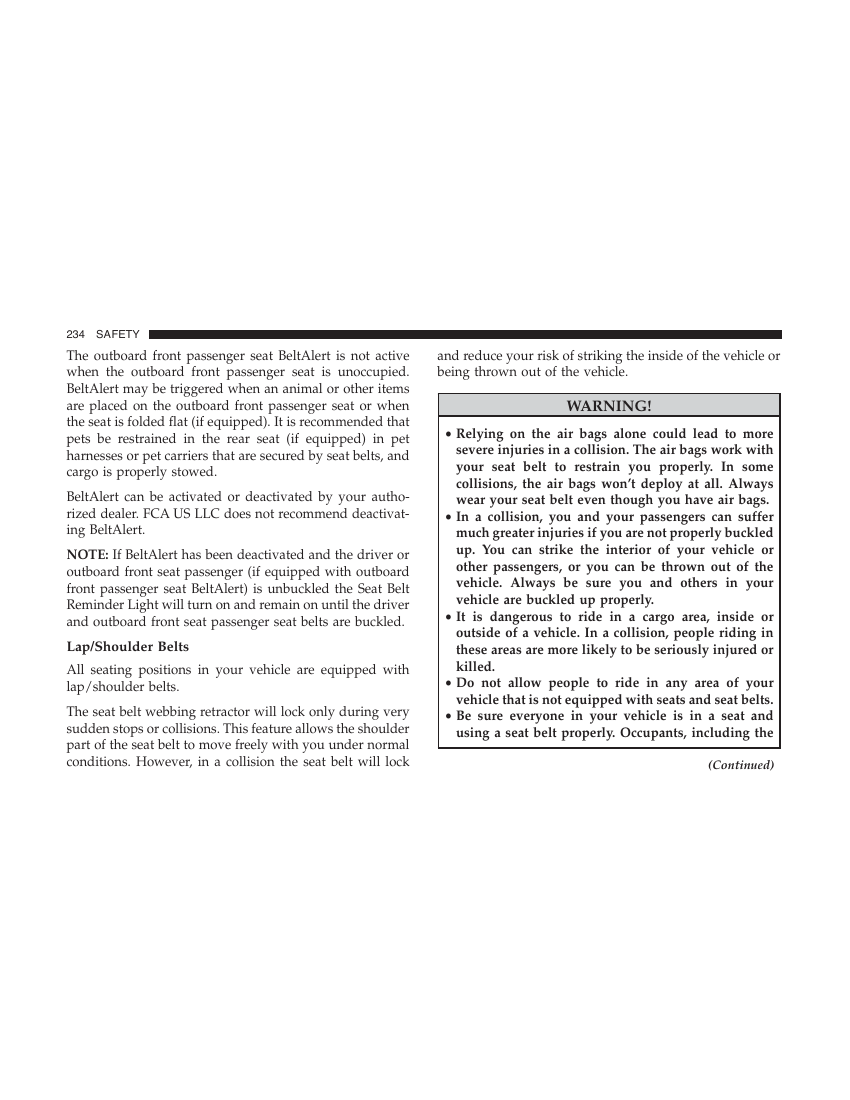 234 SAFETY
The outboard front passenger seat BeltAlert is not active
when the outboard front passenger seat is unoccupied.
BeltAlert may be triggered when an animal or other items
are placed on the outboard front passenger seat or when
the seat is folded flat (if equipped). It is recommended that
pets be restrained in the rear seat (if equipped) in pet
harnesses or pet carriers that are secured by seat belts, and
cargo is properly stowed.
BeltAlert can be activated or deactivated by your autho-
rized dealer. FCA US LLC does not recommend deactivat-
ing BeltAlert.
NOTE: If BeltAlert has been deactivated and the driver or
outboard front seat passenger (if equipped with outboard
front passenger seat BeltAlert) is unbuckled the Seat Belt
Reminder Light will turn on and remain on until the driver
and outboard front seat passenger seat belts are buckled.
Lap/Shoulder Belts
All seating positions in your vehicle are equipped with
lap/shoulder belts.
The seat belt webbing retractor will lock only during very
sudden stops or collisions. This feature allows the shoulder
part of the seat belt to move freely with you under normal
conditions. However, in a collision the seat belt will lock
and reduce your risk of striking the inside of the vehicle or
being thrown out of the vehicle.
WARNING!
• Relying on the air bags alone could lead to more
severe injuries in a collision. The air bags work with
your seat belt to restrain you properly. In some
collisions, the air bags won't deploy at all. Always
wear your seat belt even though you have air bags.
• In a collision, you and your passengers can suffer
much greater injuries if you are not properly buckled
up. You can strike the interior of your vehicle or
other passengers, or you can be thrown out of the
vehicle. Always be sure you and others in your
vehicle are buckled up properly.
• It is dangerous to ride in a cargo area, inside or
outside of a vehicle. In a collision, people riding in
these areas are more likely to be seriously injured or
killed.
• Do not allow people to ride in any area of your
vehicle that is not equipped with seats and seat belts.
• Be sure everyone in your vehicle is in a seat and
using a seat belt properly. Occupants, including the
(Continued)